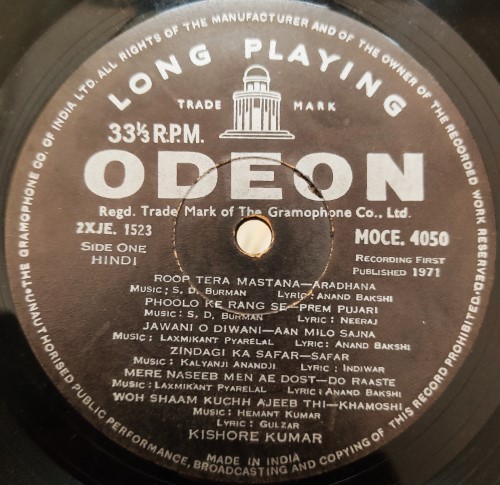 •THE GRAMOPHONE CO. OF INDIA LTD. ALL RIGHTS OF THE MANUFACTURER AND OF THE OWNER OF THE RECORDED WORK RESERVED.
UNAUTHORISED PUBLIC PERFORMANCE, BROADCASTING AND COPYING OF THIS RECORD PROHIBITED.
LONG PLAYING
TRADE MARK
33⅓ R.P.M.
ODEON
Regd. Trade Mark of The Gramophone Co., Ltd.
2XJE. 1523
MOCE. 4050
SIDE ONE
HINDI
RECORDING FIRST
PUBLISHED 1971
ROOP TERA MASTANA—ARADHANA
MUSIC; S. D. BURMAN LYRIC: ANAND BAKSHI
PHOOLO KE RANG SE—PREM PUJARI
MUSIC: S. D. BURMAN LYRIC: NEERAJ
JAWANI O DIWANI—AAN MILO SAJNA
MUSIC: LAXMIKANT PYARELAL LYRIC: ANAND BAKSHI
ZINDAGI KA SAFAR—SAFAR
MUSIC: KALYANJI ANANDJI LYRIC: INDIWAR
MERE NASEEB MEN AE DOST—DO RAASTE
MUSIC: LAXMIKANT PYARELAL LYRIC: ANAND BAKSHI
WOH SHAAM KUCHH AJEEB THI—KHAMOSHI
MUSIC: HEMANT KUMAR
LYRIC: GULZAR
KISHORE KUMAR
MADE IN INDIA